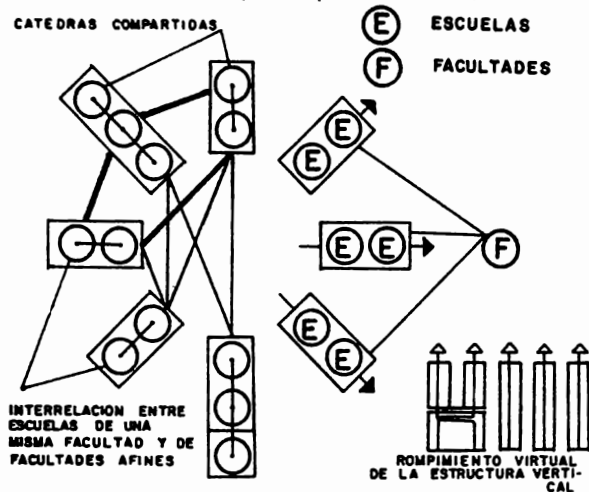 CATEDRAS COMPARTIDAS
E ESCUELAS
F FACULTADES
E
E
E E
F
E
E
INTERRELACION ENTRE
ESCUELAS DE UNA
MISMA FACULTAD Y DE
FACULTADES AFINES
ROMPIMIENTO VIRTUAL
DE LA ESTRUCTURA VERTI-
CAL